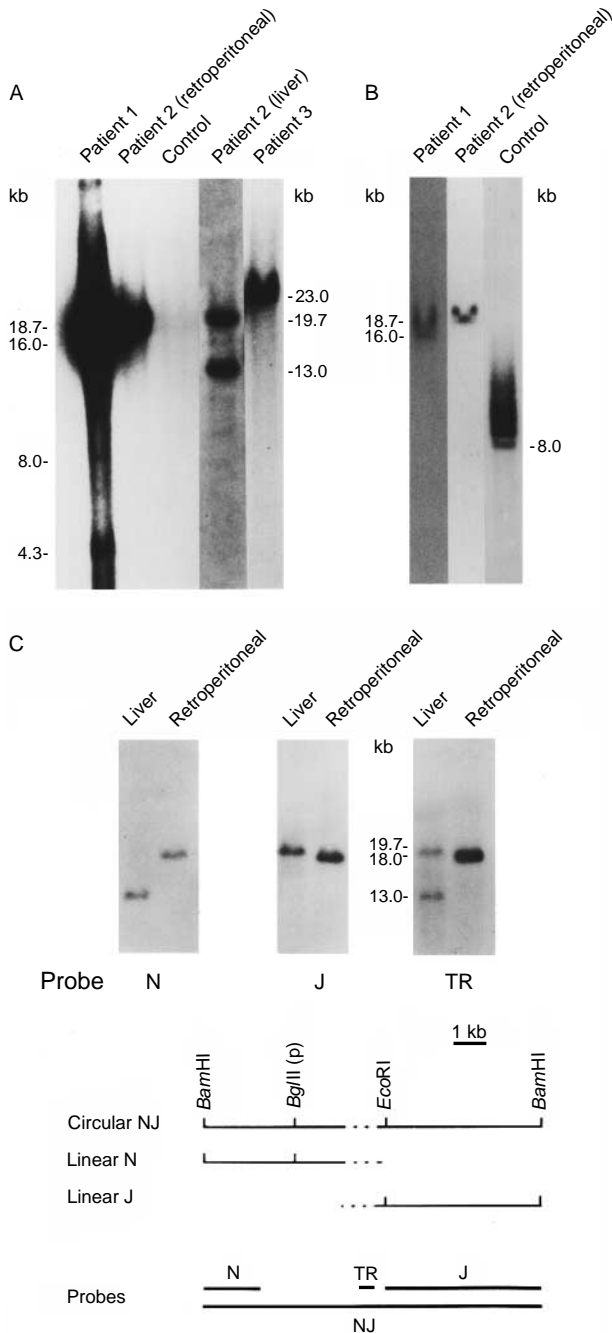 A
Patient 1
Patient 2 (retroperitoneal)
Control
Patient 2 (liver)
Patient 3
kb
kb
18.7-
16.0-
8.0-
4.3-
-23.0
-19.7
-13.0
B
Patient 1
Patient 2 (retroperitoneal)
Control
kb
kb
18.7-
16.0-
-8.0
C
Liver
Retroperitoneal
Liver
Retroperitoneal
kb
Liver
Retroperitoneal
19.7-
18.0-
13.0-
Probe N J TR
1 kb
BamHI
BglII (p)
EcoRI
BamHI
Circular NJ
Linear N
Linear J
Probes
N TR J
NJ